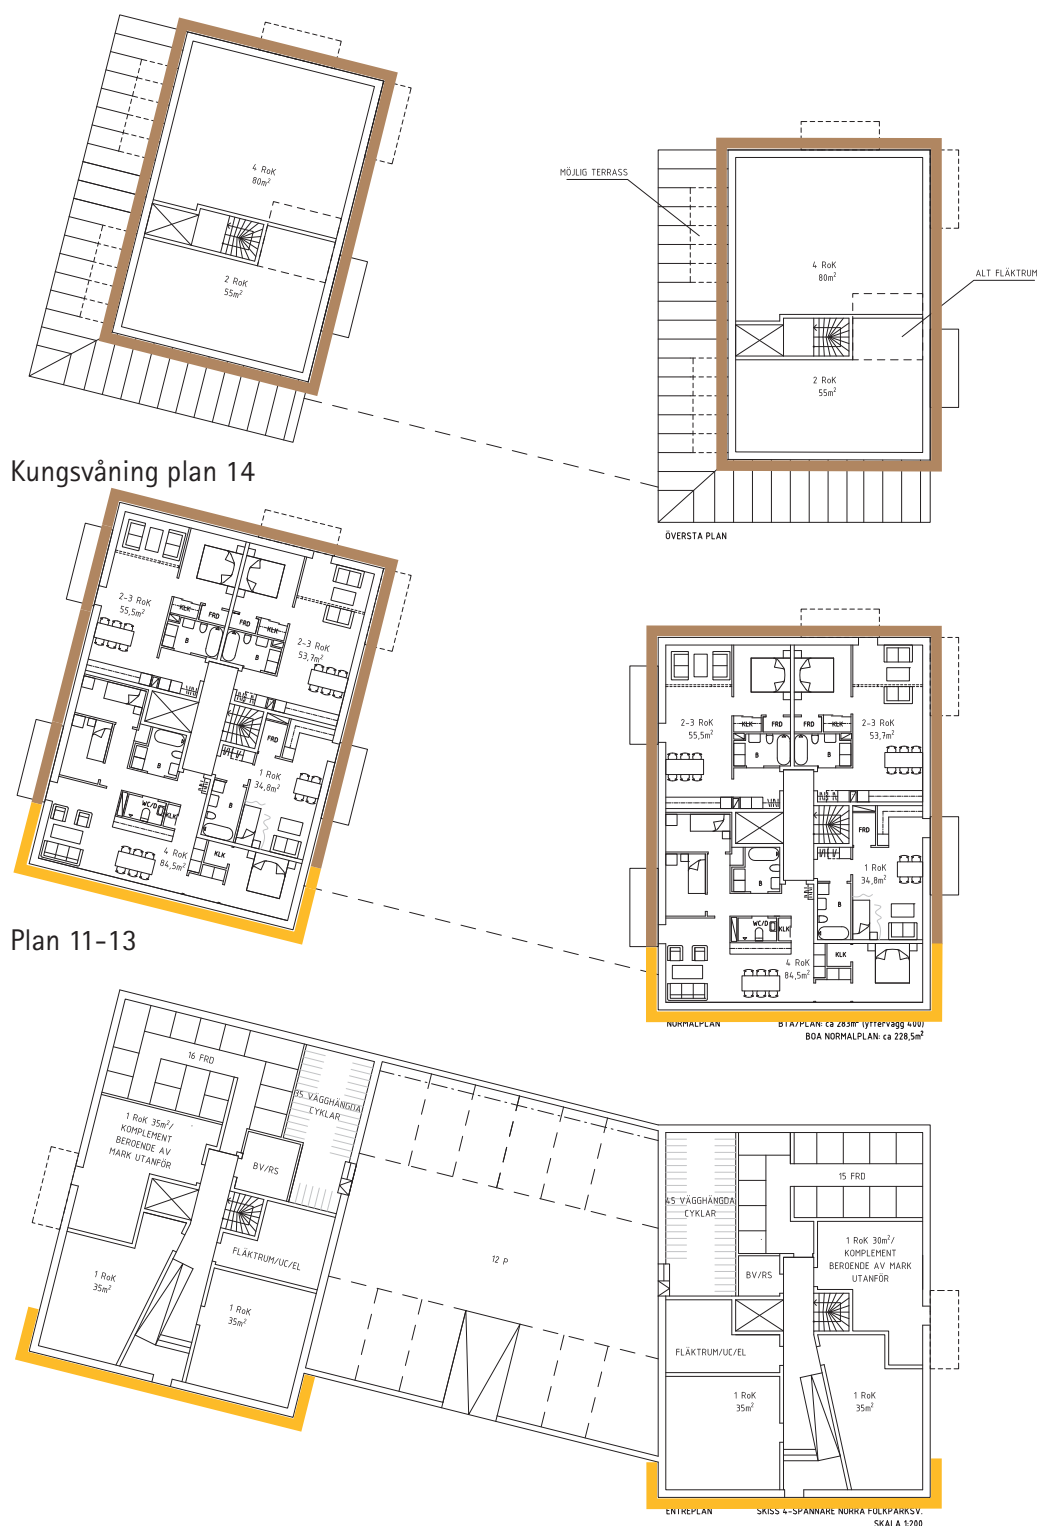 4 RoK
80m²
2 RoK
55m²
MÖJLIG TERRASS
4 RoK
80m²
ALT FLÄKTRUM
2 RoK
55m²
Kungsvåning plan 14
ÖVERSTA PLAN
2-3 RoK
55,5m²
KLK
FRD
B
FRD
KLK
B
2-3 RoK
53,7m²
FRD
1 RoK
34,8m²
B
B
WC/D
KLK
4 RoK
84,5m²
KLK
2-3 RoK
55,5m²
KLK
FRD
FRD
KLK
2-3 RoK
53,7m²
B
B
FRD
1 RoK
34,8m²
B
B
WC/D
KLK
4 RoK
84,5m²
KLK
Plan 11-13
NORMALPLAN
BTA/PLAN: ca 283m² (yttervägg 400)
BOA NORMALPLAN: ca 228,5m²
16 FRD
35 VÄGGHÄNGDA
CYKLAR
1 RoK 35m²/
KOMPLEMENT
BEROENDE AV
MARK UTANFÖR
BV/RS
FLÄKTRUM/UC/EL
1 RoK
35m²
1 RoK
35m²
12 P
45 VÄGGHÄNGDA
CYKLAR
15 FRD
1 RoK 30m²/
KOMPLEMENT
BEROENDE AV MARK
UTANFÖR
BV/RS
FLÄKTRUM/UC/EL
1 RoK
35m²
1 RoK
35m²
ENTREPLAN
SKISS 4-SPÄNNARE NORRA FOLKPARKSV.
SKALA 1:200